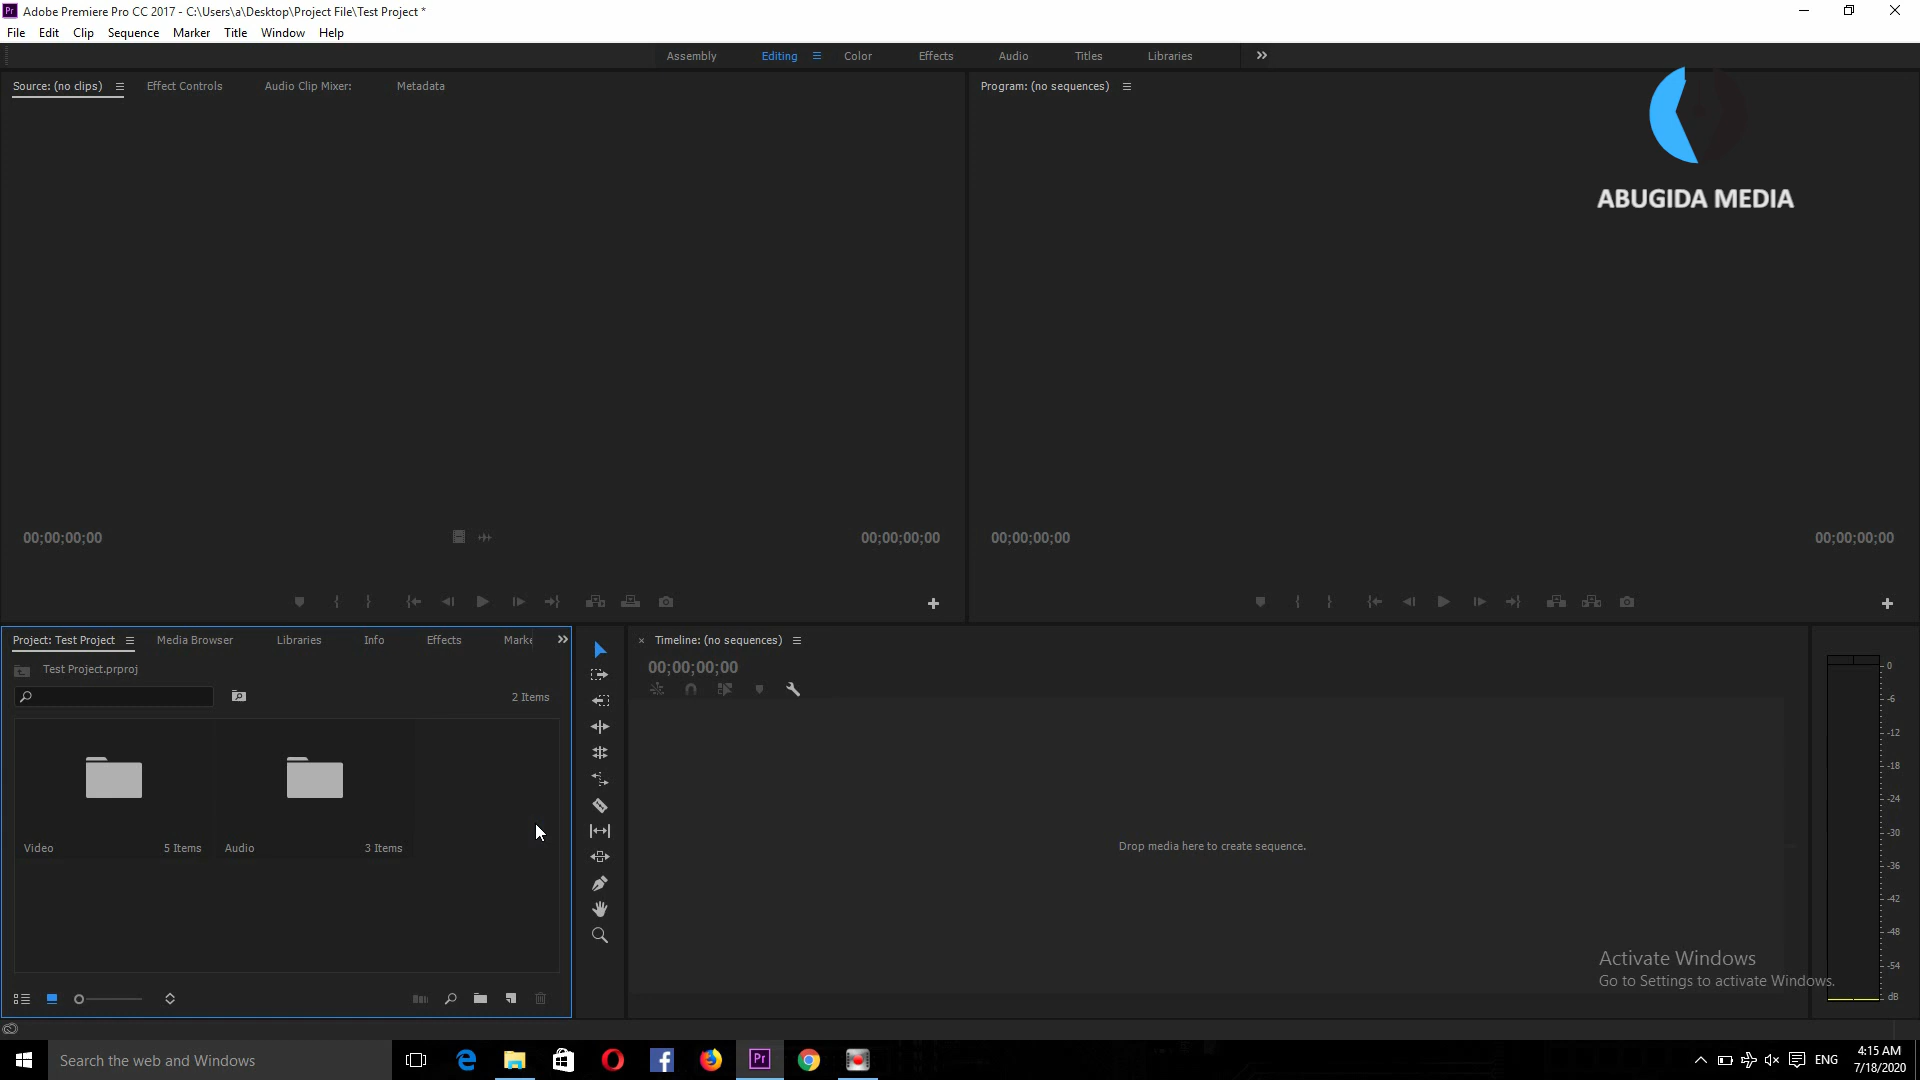 Adobe Premiere Pro CC 2017 - C:\Users\a\Desktop\Project File\Test Project *
File Edit Clip Sequence Marker Title Window Help
Assembly Editing Color Effects Audio Titles Libraries
Source: (no clips) Effect Controls Audio Clip Mixer: Metadata
Program: (no sequences)
ABUGIDA MEDIA
00;00;00;00 00;00;00;00
00;00;00;00 00;00;00;00
Project: Test Project Media Browser Libraries Info Effects Marke
Test Project.prproj
2 Items
Video 5 Items Audio 3 Items
Timeline: (no sequences)
00;00;00;00
Drop media here to create sequence.
0
-6
-12
-18
-24
-30
-36
-42
-48
-54
dB
Activate Windows
Go to Settings to activate Windows.
Search the web and Windows
Pr
ENG
4:15 AM
7/18/2020